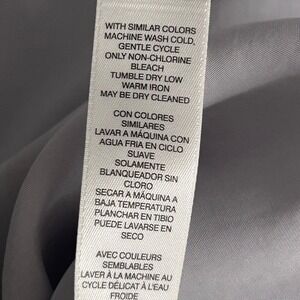 WITH SIMILAR COLORS
MACHINE WASH COLD,
GENTLE CYCLE
ONLY NON-CHLORINE
BLEACH
TUMBLE DRY LOW
WARM IRON
MAY BE DRY CLEANED
CON COLORES
SIMILARES
LAVAR A MÁQUINA CON
AGUA FRIA EN CICLO
SUAVE
SOLAMENTE
BLANQUEADOR SIN
CLORO
SECAR A MÁQUINA A
BAJA TEMPERATURA
PLANCHAR EN TIBIO
PUEDE LAVARSE EN
SECO
AVEC COULEURS
SEMBLABLES
LAVER À LA MACHINE AU
CYCLE DÉLICAT À L'EAU
FROIDE